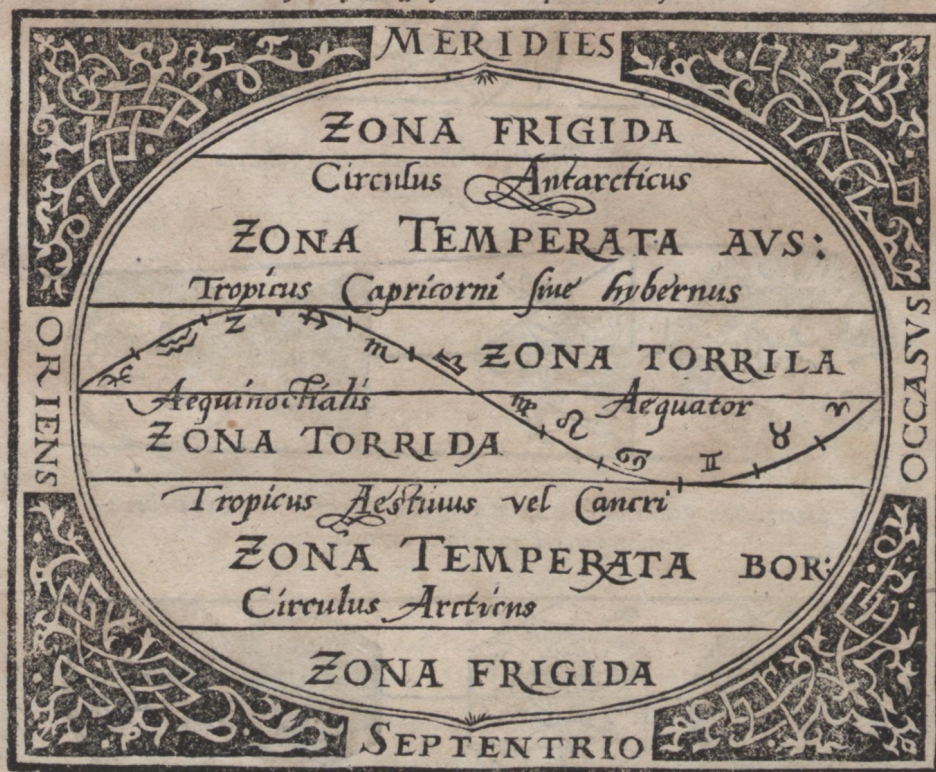 MERIDIES
ZONA FRIGIDA
Circulus Antarcticus
ZONA TEMPERATA AVS:
Tropicus Capricorni siue hybernus
ORIENS
OCCASVS
♓ ♒ ♑ ♐ ♏ ♎
ZONA TORRILA
Aequinoctialis
♍ ♌ ♋ ♊ ♉ ♈
Aequator
ZONA TORRIDA
Tropicus Aestiuus vel Cancri
ZONA TEMPERATA BOR:
Circulus Arcticus
ZONA FRIGIDA
SEPTENTRIO